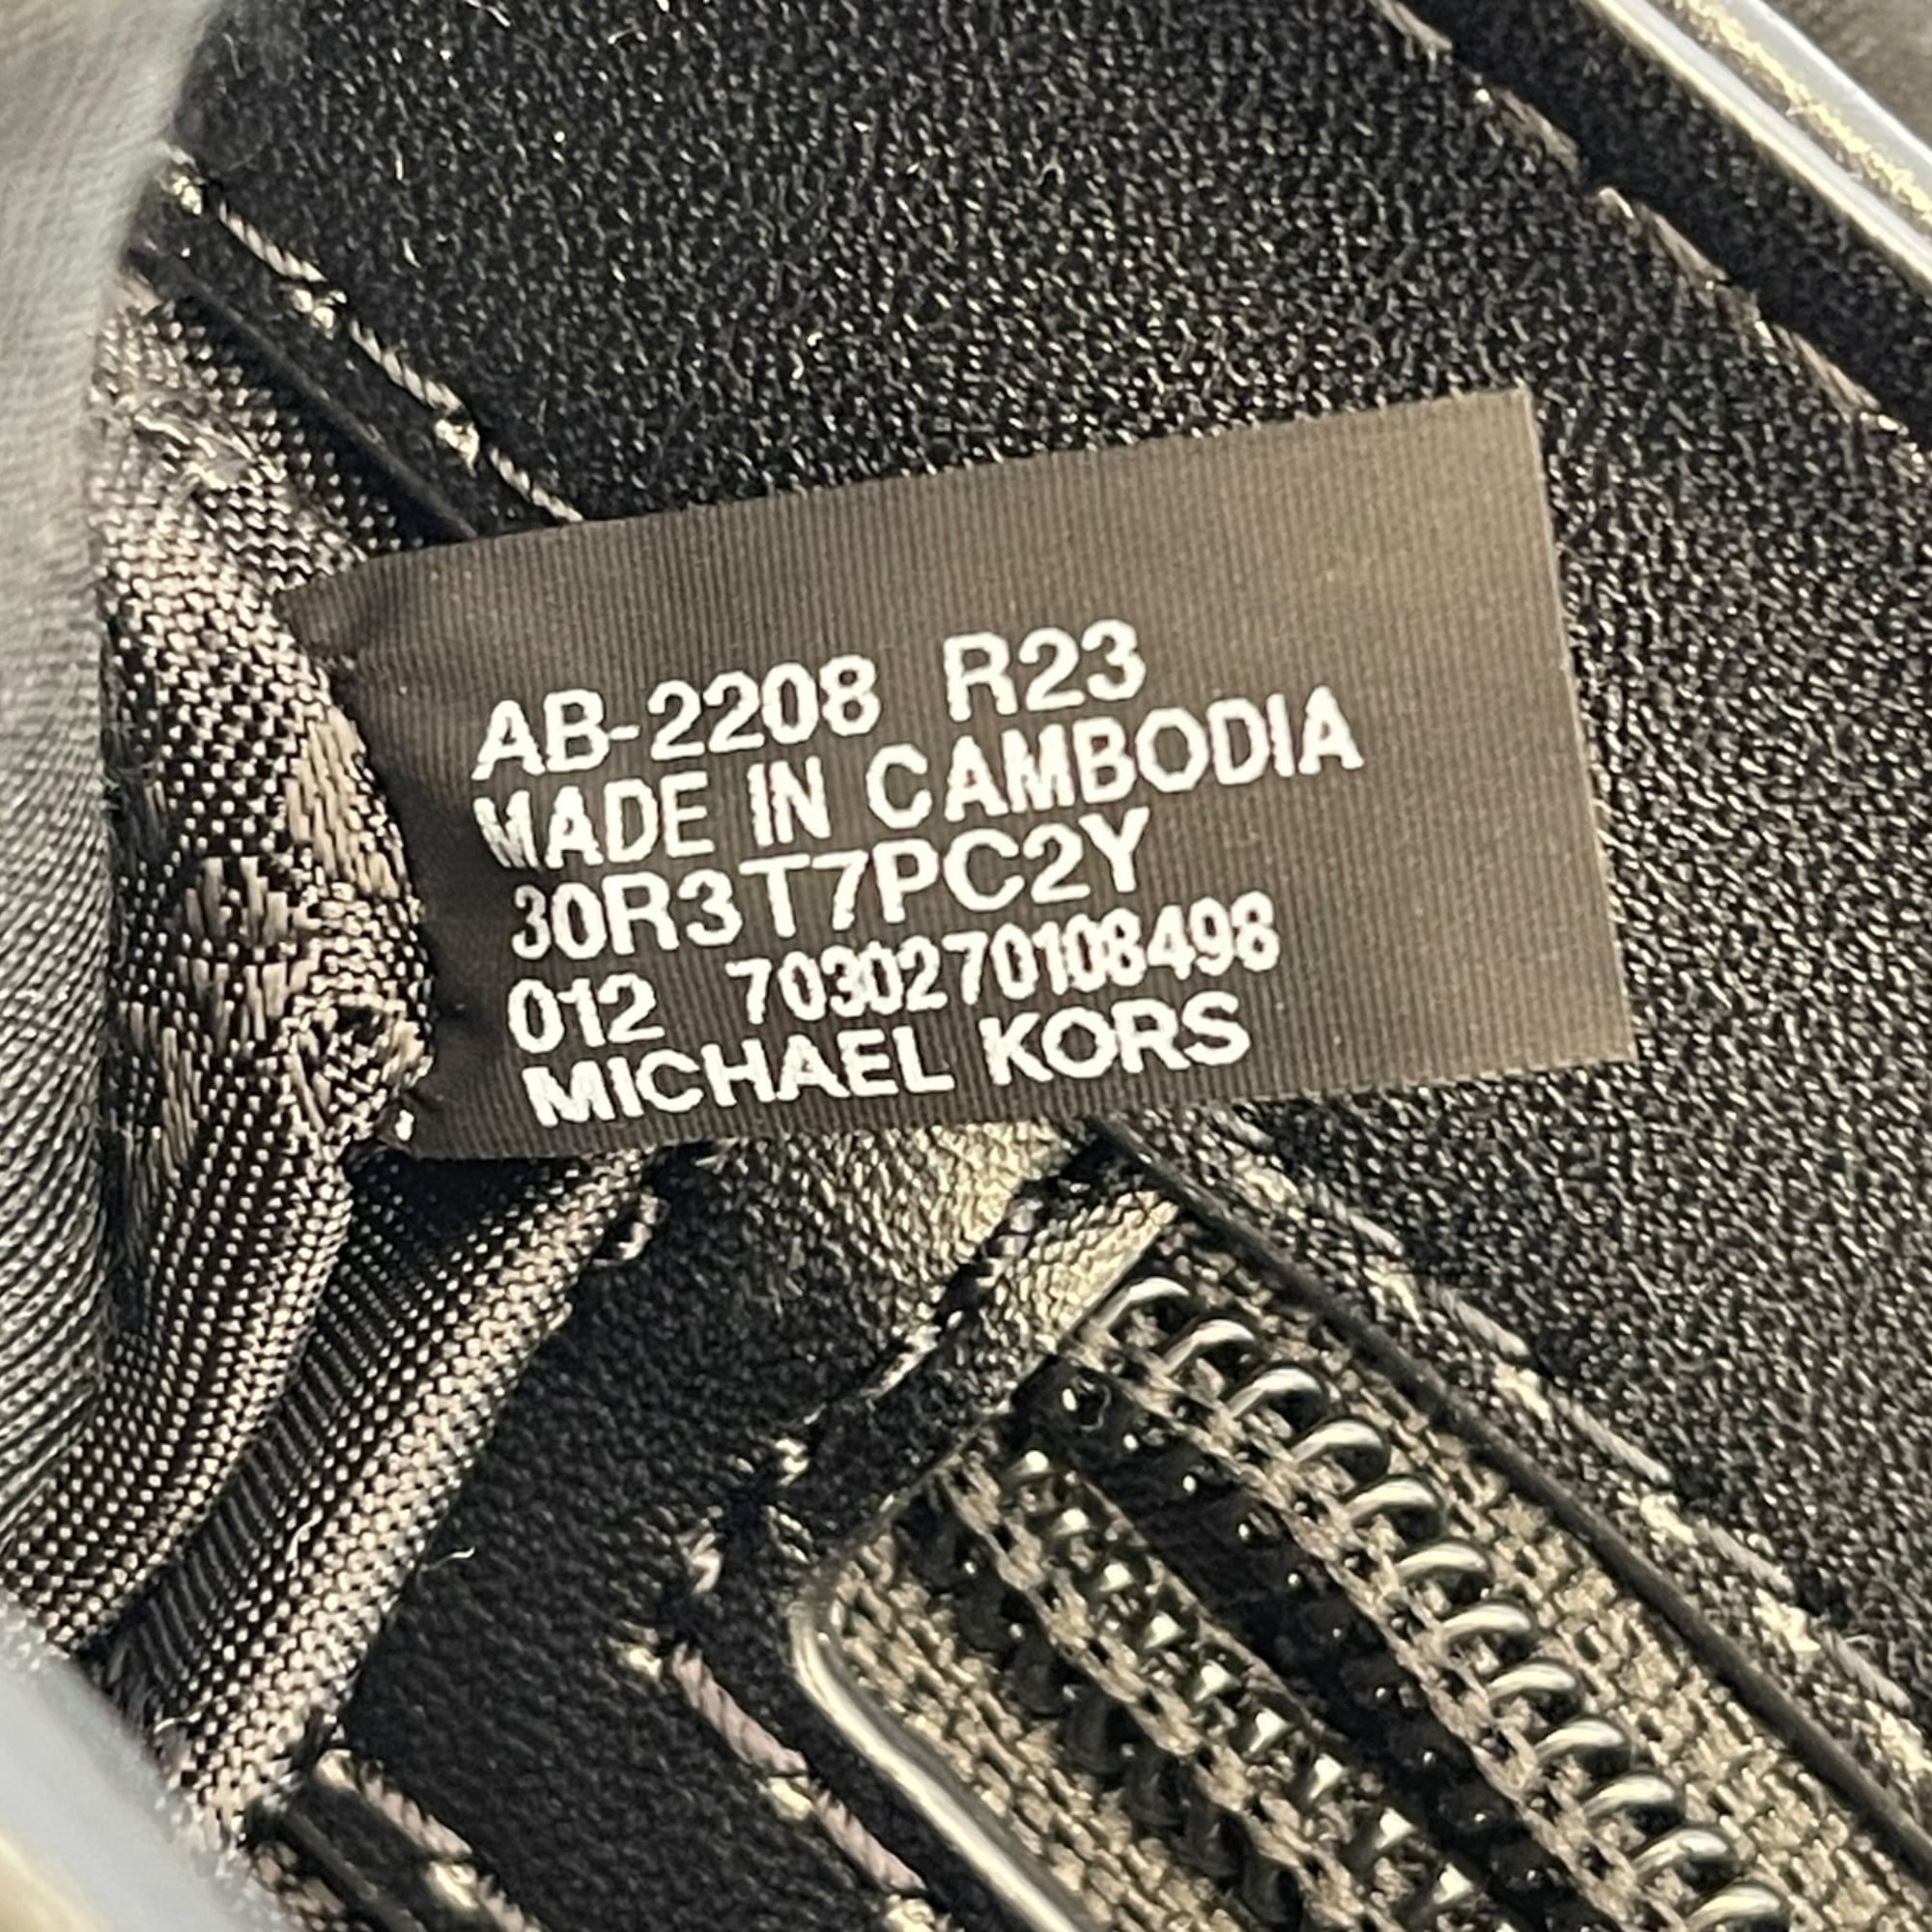 AB-2208 R23
MADE IN CAMBODIA
30R3T7PC2Y
012 7030270108498
MICHAEL KORS